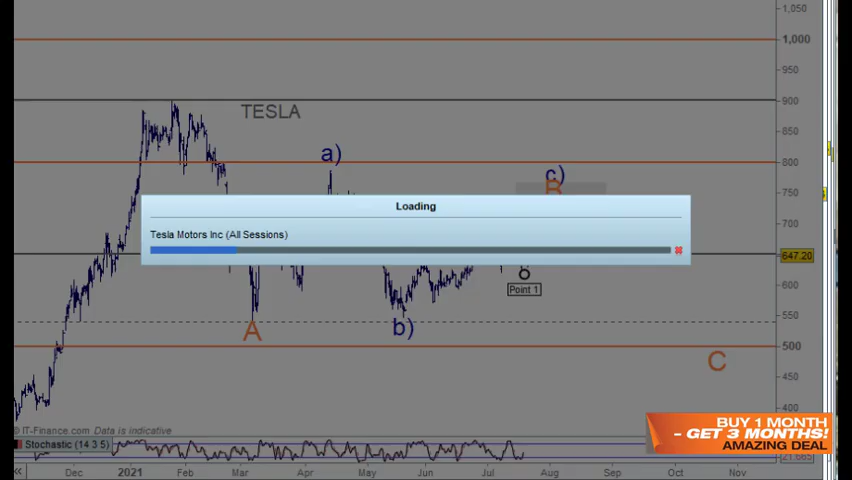 1,050
1,000
900
TESLA
850
a)
800
c)
750
B
Loading
700
Tesla Motors Inc (All Sessions)
647.20
600
Point 1
550
b)
A
500
C
450
400
BUY 1 MONTH
- GET 3 MONTHS!
AMAZING DEAL
© IT-Finance.com Data is indicative
Stochastic (14 3 5)
21.665
Dec 2021 Feb Mar Apr May Jun Jul Aug Sep Oct Nov